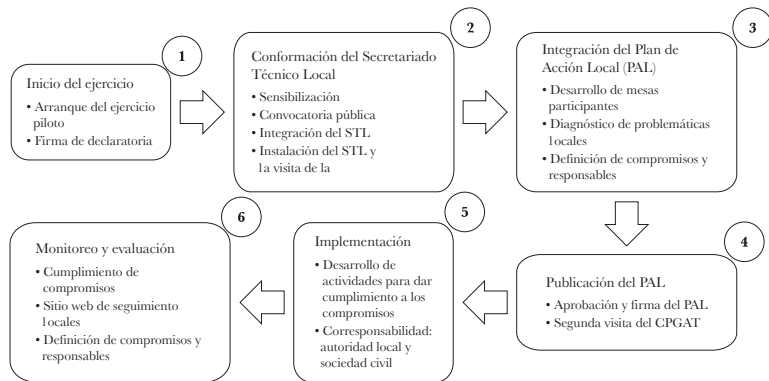 1
Inicio del ejercicio
• Arranque del ejercicio
piloto
• Firma de declaratoria
2
Conformación del Secretariado
Técnico Local
• Sensibilización
• Convocatoria pública
• Integración del STL
• Instalación del STL y
la visita de la
3
Integración del Plan de
Acción Local (PAL)
• Desarrollo de mesas
participantes
• Diagnóstico de problemáticas
locales
• Definición de compromisos y
responsables
4
Publicación del PAL
• Aprobación y firma del PAL
• Segunda visita del CPGAT
5
Implementación
• Desarrollo de
actividades para dar
cumplimiento a los
compromisos
• Corresponsabilidad:
autoridad local y
sociedad civil
6
Monitoreo y evaluación
• Cumplimiento de
compromisos
• Sitio web de seguimiento
locales
• Definición de compromisos y
responsables